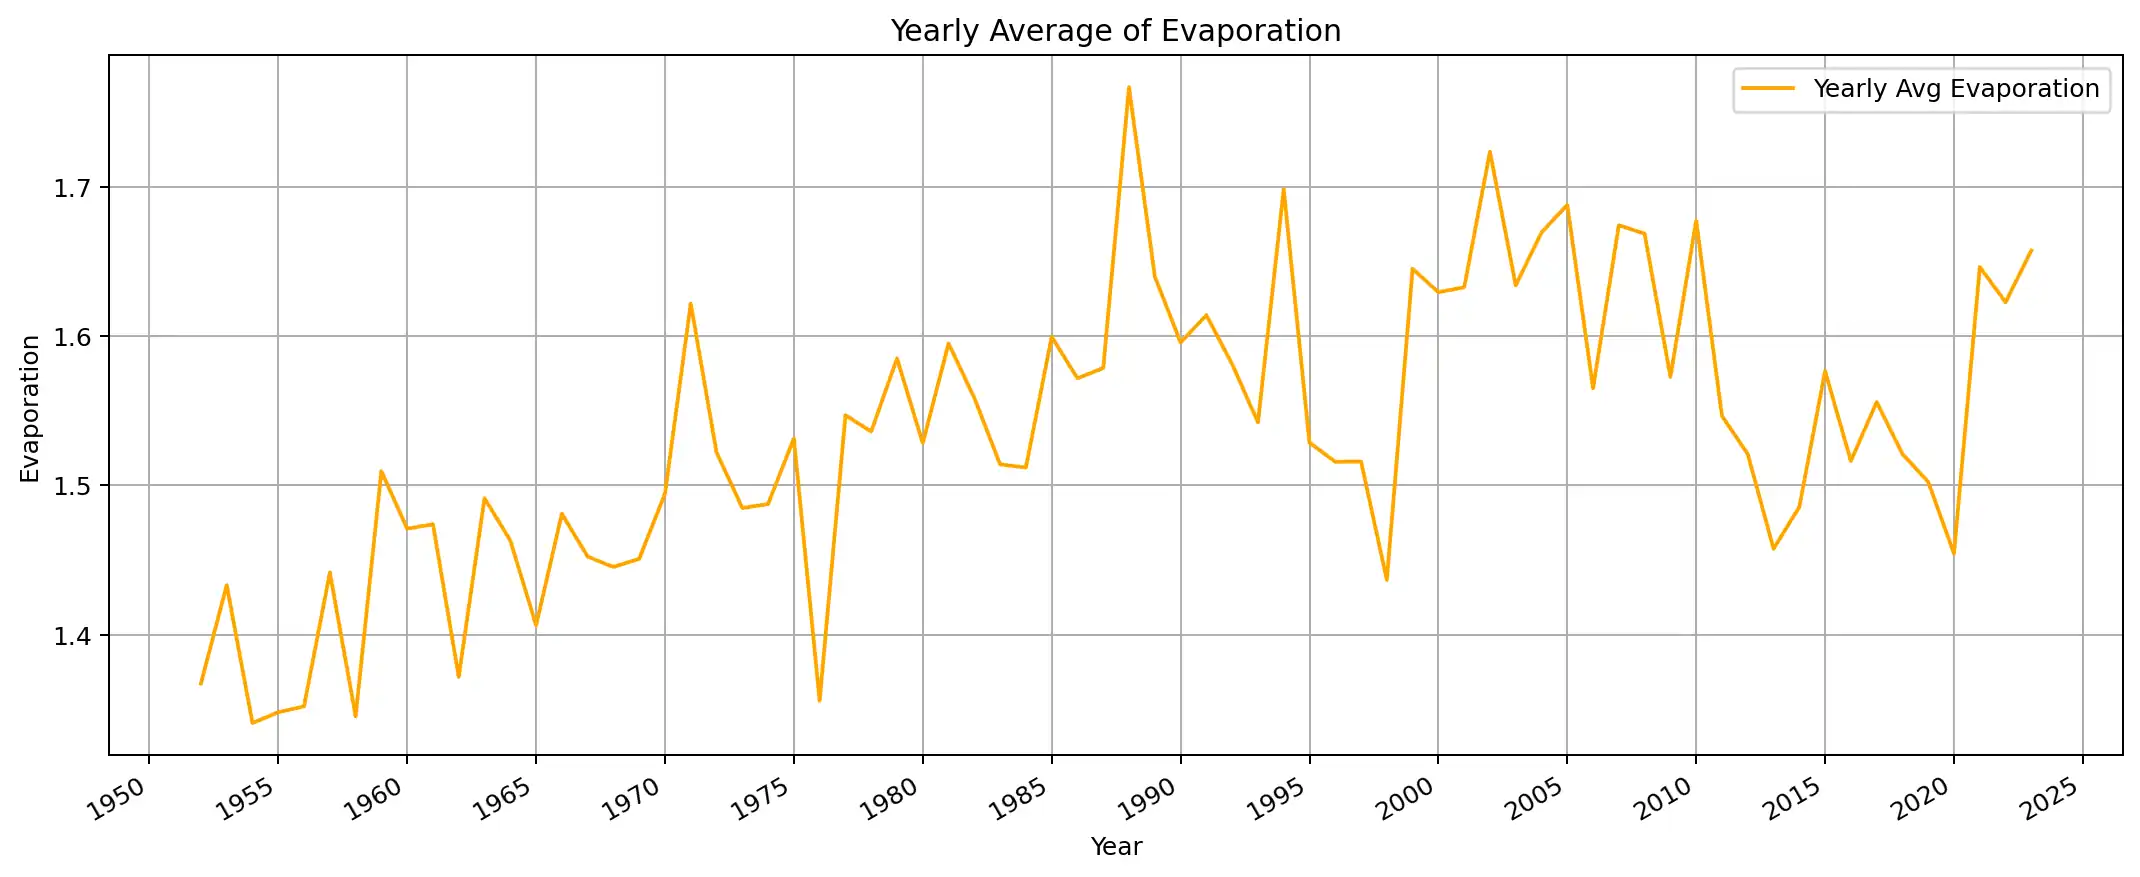 Yearly Average of Evaporation
Yearly Avg Evaporation
Evaporation
1.7
1.6
1.5
1.4
1950 1955 1960 1965 1970 1975 1980 1985 1990 1995 2000 2005 2010 2015 2020 2025
Year